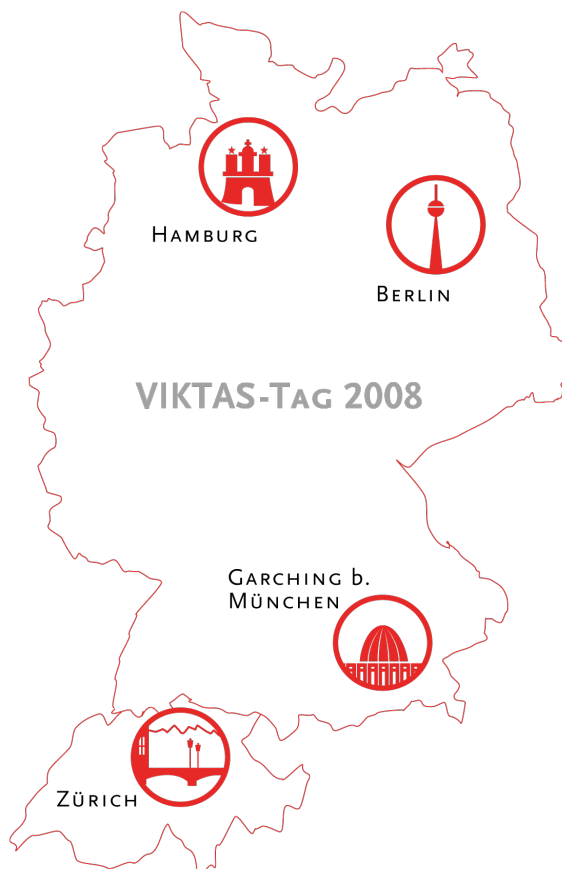 Hamburg
Berlin
VIKTAS-Tag 2008
Garching b.
München
Zürich